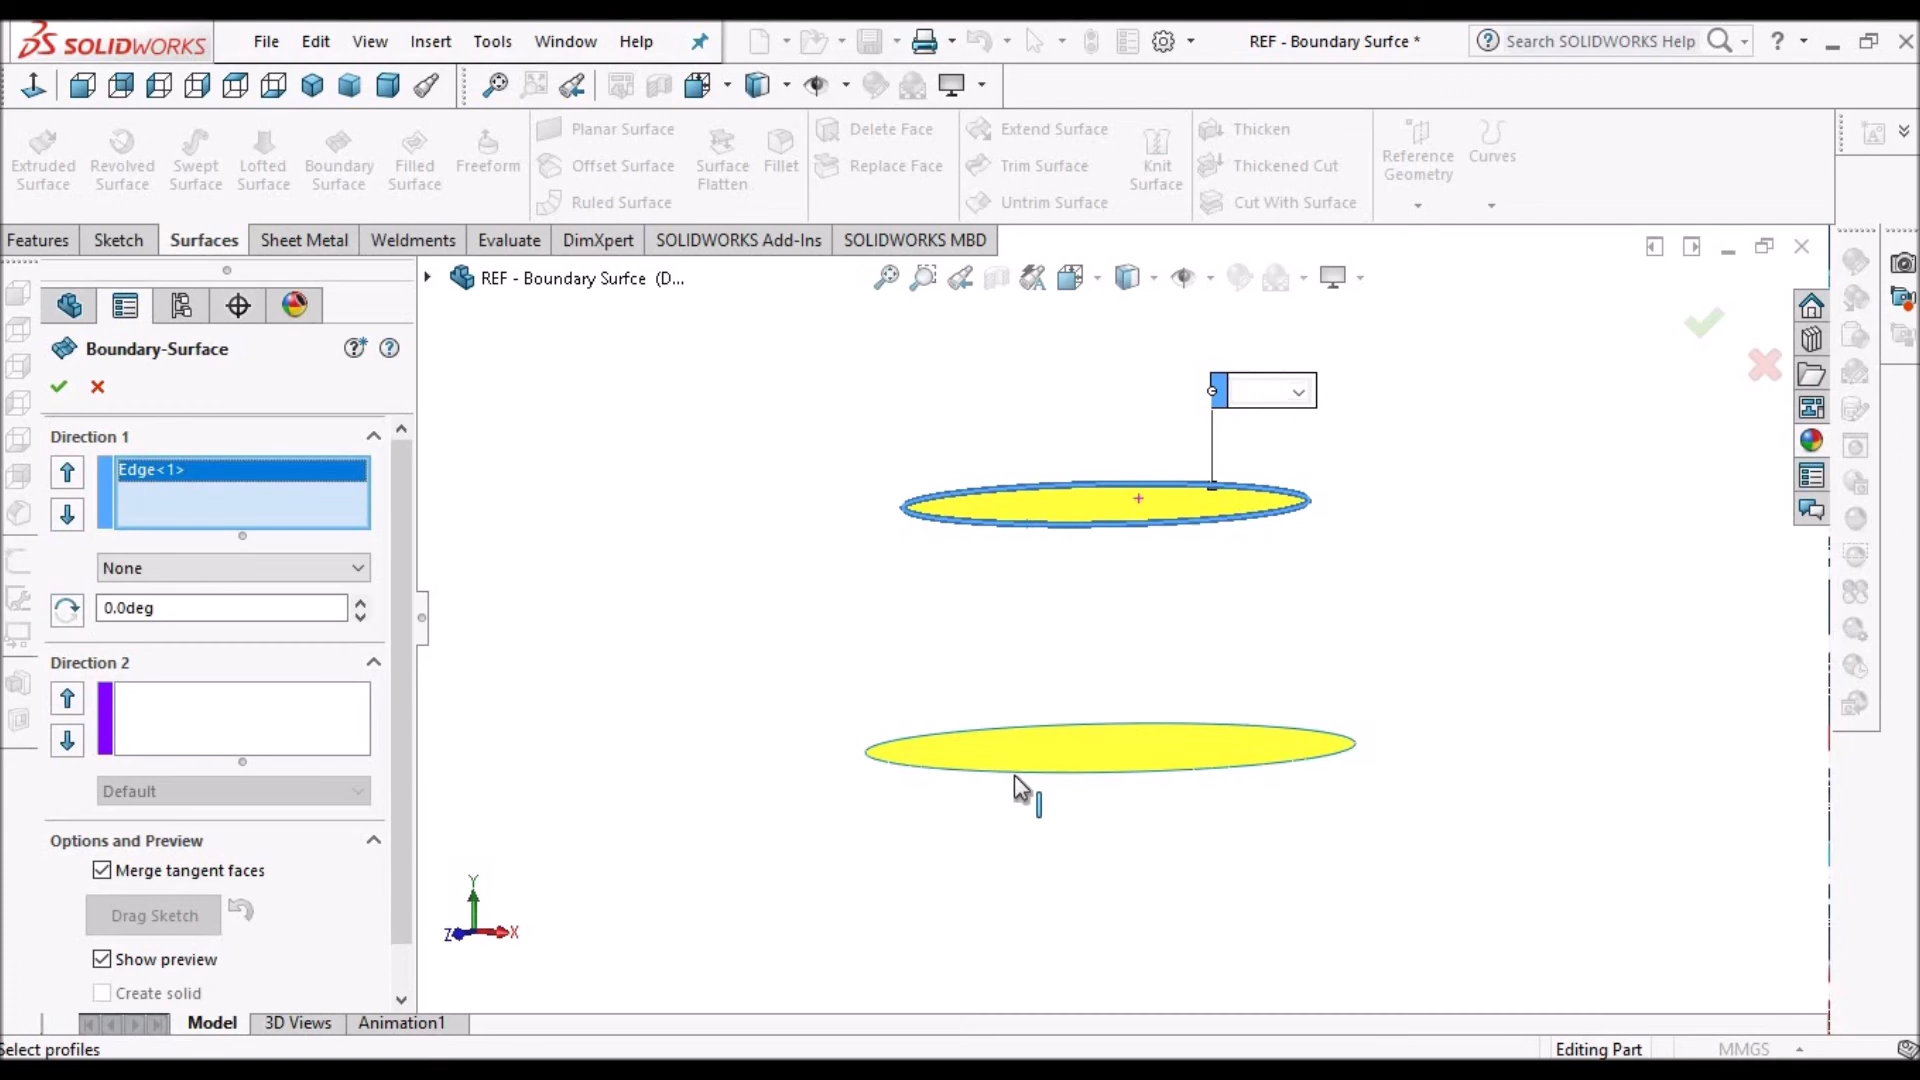 SOLIDWORKS File Edit View Insert Tools Window Help REF - Boundary Surfce * Search SOLIDWORKS Help ?
Extruded Surface
Revolved Surface
Swept Surface
Lofted Surface
Boundary Surface
Filled Surface
Freeform
Planar Surface
Offset Surface
Ruled Surface
Surface Flatten
Fillet
Delete Face
Replace Face
Extend Surface
Trim Surface
Untrim Surface
Knit Surface
Thicken
Thickened Cut
Cut With Surface
Reference Geometry
Curves
Features Sketch Surfaces Sheet Metal Weldments Evaluate DimXpert SOLIDWORKS Add-Ins SOLIDWORKS MBD
REF - Boundary Surfce (D...
Boundary-Surface
Direction 1
Edge<1>
None
0.0deg
Direction 2
Default
Options and Preview
Merge tangent faces
Drag Sketch
Show preview
Create solid
Y
Z X
Model 3D Views Animation1
Select profiles Editing Part MMGS